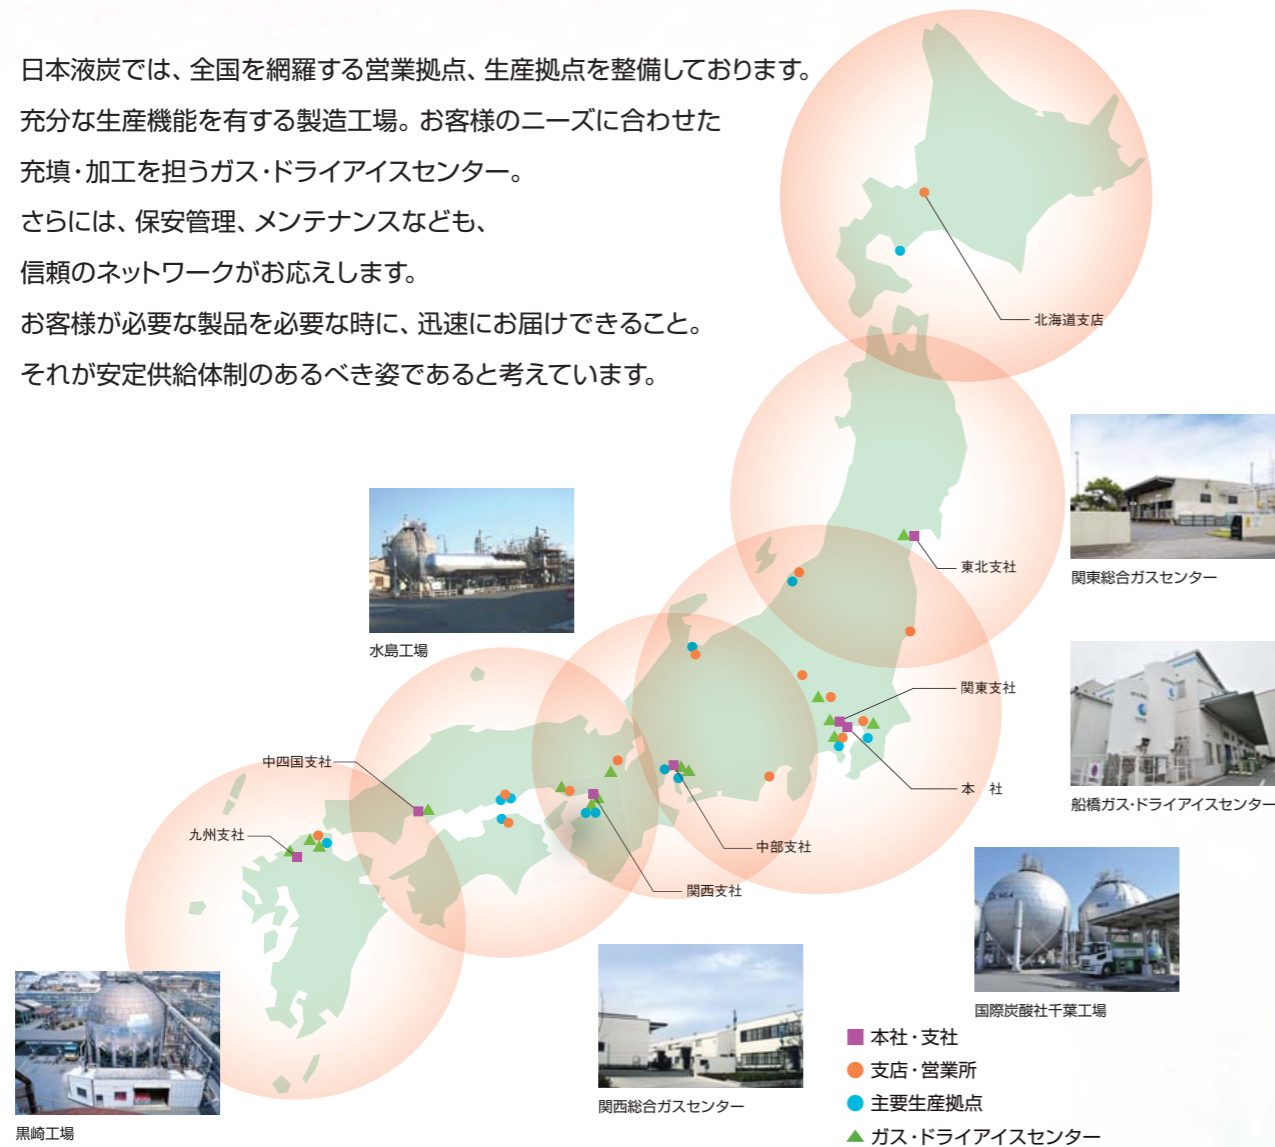 日本液炭では、全国を網羅する営業拠点、生産拠点を整備しております。
充分な生産機能を有する製造工場。お客様のニーズに合わせた
充填・加工を担うガス・ドライアイスセンター。
さらには、保安管理、メンテナンスなども、
信頼のネットワークがお応えします。
お客様が必要な製品を必要な時に、迅速にお届けできること。
それが安定供給体制のあるべき姿であると考えています。
北海道支店
東北支社
関東総合ガスセンター
水島工場
関東支社
中四国支社
本 社
船橋ガス・ドライアイスセンター
九州支社
中部支社
関西支社
国際炭酸社千葉工場
関西総合ガスセンター
黒崎工場
本社・支社
支店・営業所
主要生産拠点
ガス・ドライアイスセンター